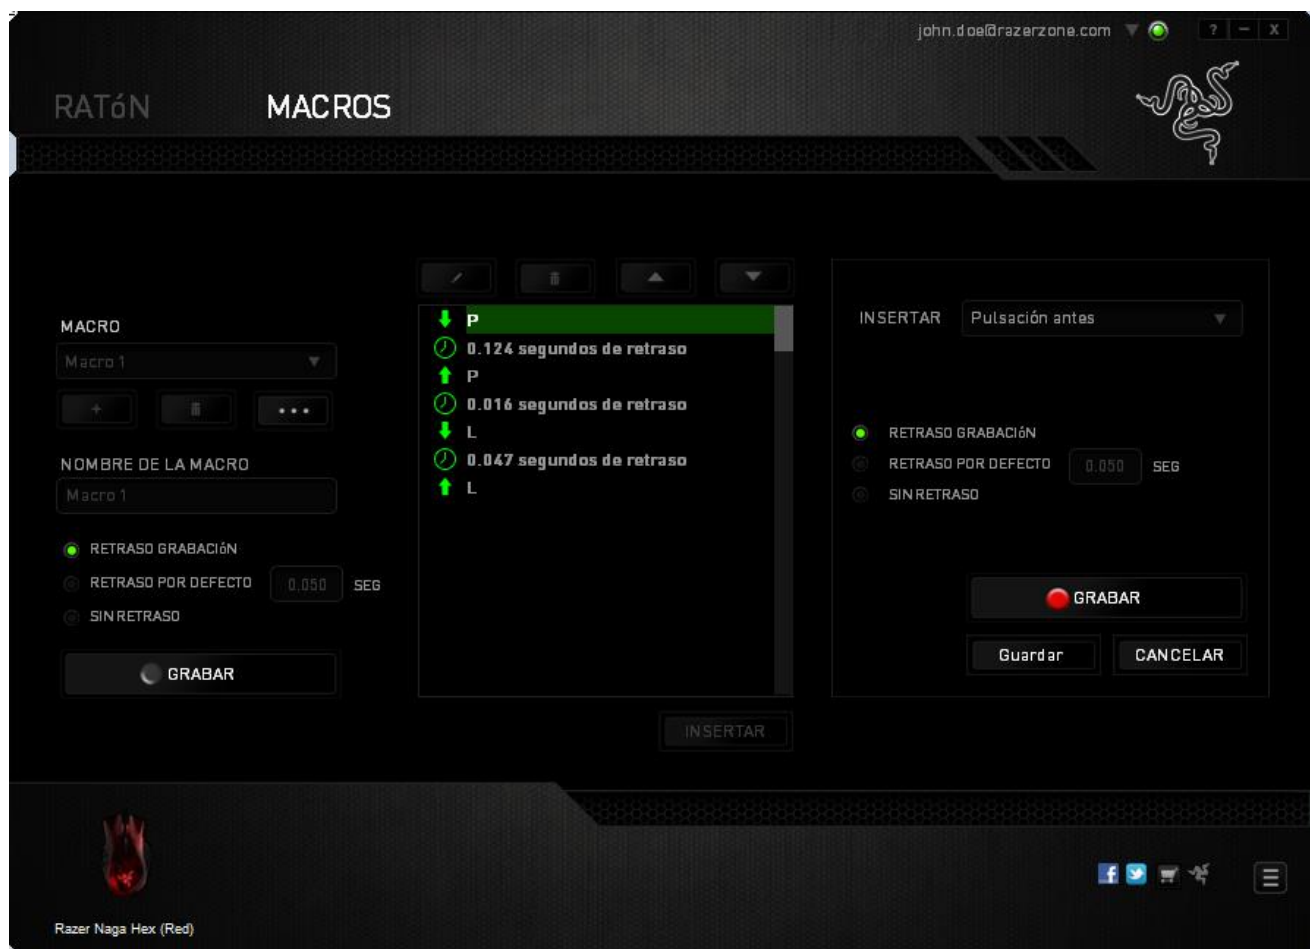 john.doe@razerzone.com
? – X
RATóN MACROS
MACRO
Macro 1
+
NOMBRE DE LA MACRO
Macro 1
RETRASO GRABACIóN
RETRASO POR DEFECTO 0,050 SEG
SIN RETRASO
GRABAR
P
0.124 segundos de retraso
P
0.016 segundos de retraso
L
0.047 segundos de retraso
L
INSERTAR
INSERTAR Pulsación antes
RETRASO GRABACIóN
RETRASO POR DEFECTO 0.050 SEG
SIN RETRASO
GRABAR
Guardar CANCELAR
Razer Naga Hex (Red)